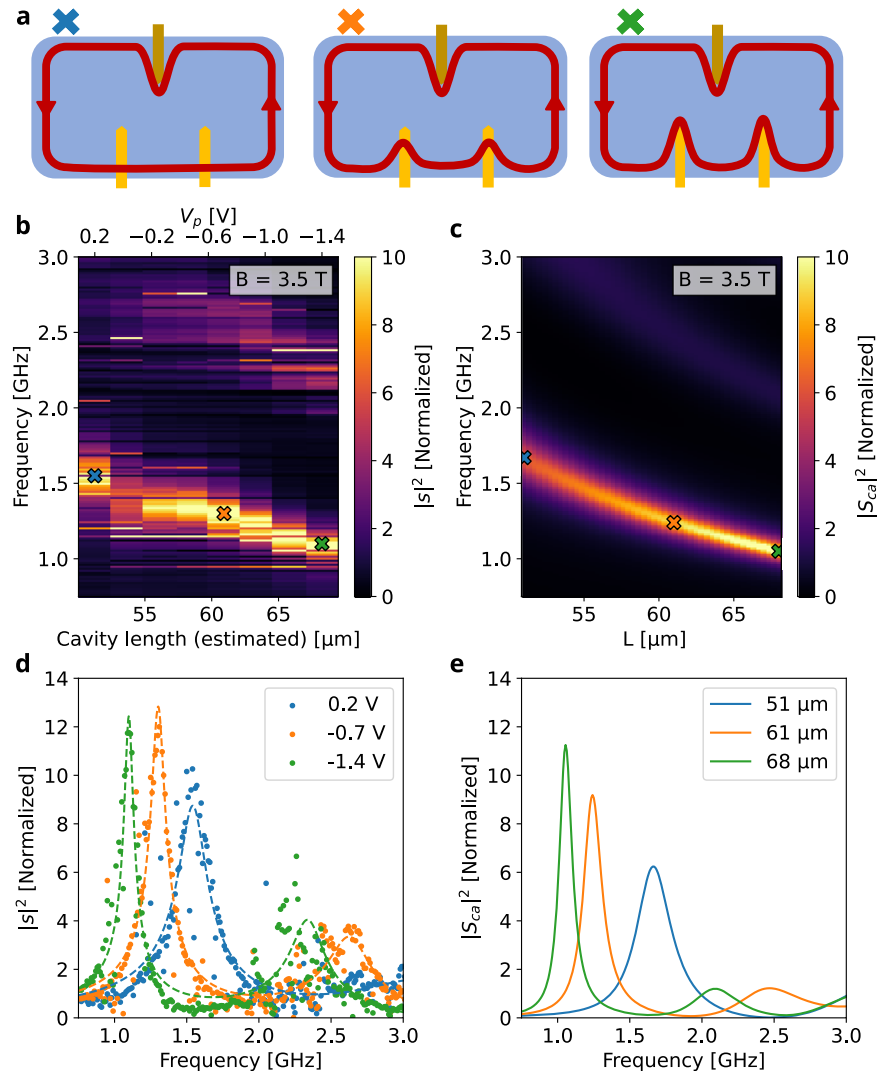 a
b
V_p [V]
0.2 −0.2 −0.6 −1.0 −1.4
3.0
2.5
2.0
1.5
1.0
Frequency [GHz]
B = 3.5 T
55 60 65
Cavity length (estimated) [μm]
10
8
6
4
2
0
|s|² [Normalized]
c
3.0
2.5
2.0
1.5
1.0
Frequency [GHz]
B = 3.5 T
55 60 65
L [μm]
10
8
6
4
2
0
|S_ca|² [Normalized]
d
14
12
10
8
6
4
2
0
|s|² [Normalized]
0.2 V
-0.7 V
-1.4 V
1.0 1.5 2.0 2.5 3.0
Frequency [GHz]
e
14
12
10
8
6
4
2
0
|S_ca|² [Normalized]
51 μm
61 μm
68 μm
1.0 1.5 2.0 2.5 3.0
Frequency [GHz]